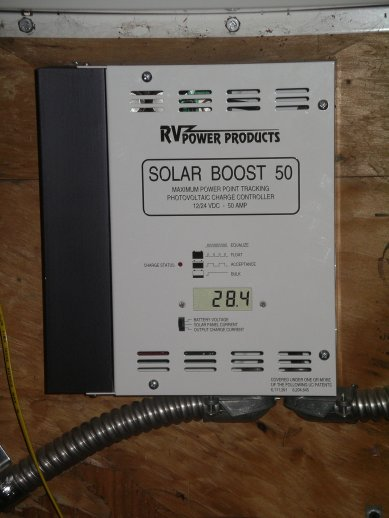 RV POWER PRODUCTS
SOLAR BOOST 50
MAXIMUM POWER POINT TRACKING
PHOTOVOLTAIC CHARGE CONTROLLER
12/24 VDC - 50 AMP
EQUALIZE
FLOAT
CHARGE STATUS
ACCEPTANCE
BULK
28.4
BATTERY VOLTAGE
SOLAR PANEL CURRENT
OUTPUT CHARGE CURRENT
COVERED UNDER ONE OR MORE
OF THE FOLLOWING US PATENTS